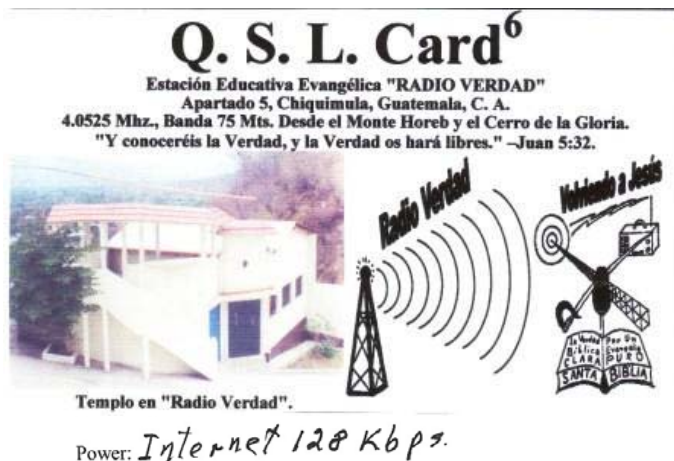 Q. S. L. Card6
Estación Educativa Evangélica "RADIO VERDAD"
Apartado 5, Chiquimula, Guatemala, C. A.
4.0525 Mhz., Banda 75 Mts. Desde el Monte Horeb y el Cerro de la Gloria.
"Y conoceréis la Verdad, y la Verdad os hará libres." –Juan 5:32.
Radio Verdad
Volviendo a Jesús
la Verdad Bíblica CLARA
Por Un Evangelio PURO
SANTA BIBLIA
Templo en "Radio Verdad".
Power: Internet 128 Kbps.